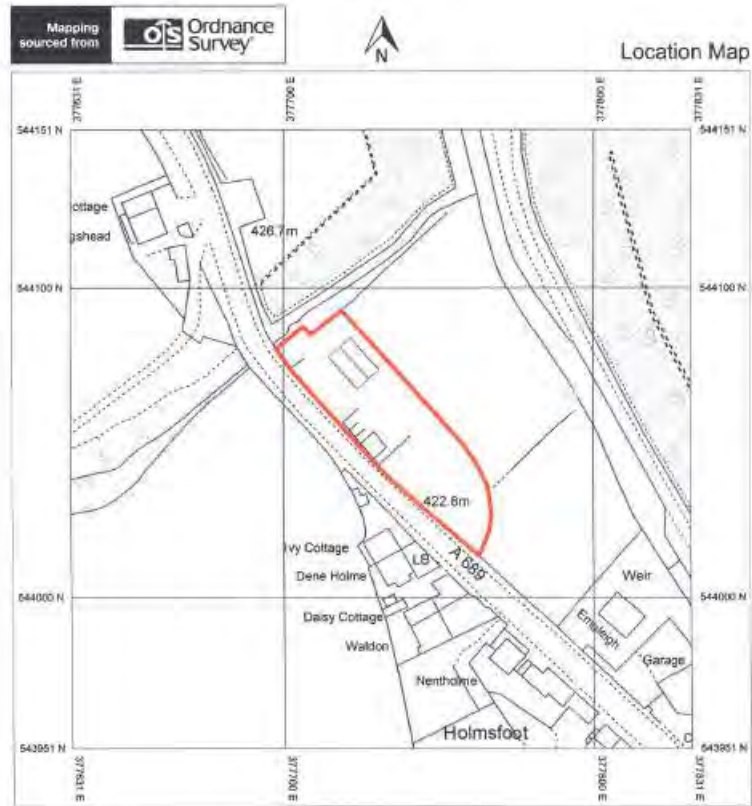 Mapping
sourced from
Ordnance
Survey
N
Location Map
377631 E
377700 E
377800 E
377831 E
544151 N
544151 N
ottage
gshead
426.7m
544100 N
544100 N
422.8m
Ivy Cottage
LB
A 689
Dene Holme
Weir
544000 N
544000 N
Daisy Cottage
Emsleigh
Waldon
Garage
Nentholme
Holmsfoot
543951 N
543951 N
377631 E
377700 E
377800 E
377831 E